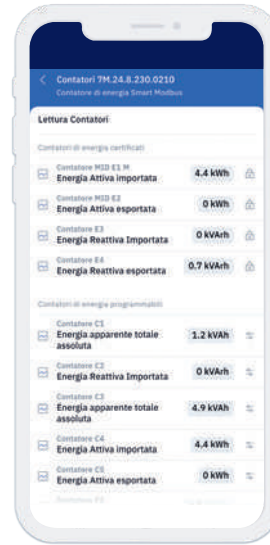 Contatori 7M.24.8.230.0210
Contatore di energia Smart Modbus
Lettura Contatori
Contatori di energia certificati
Contatore MID E1 M
Energia Attiva importata
4.4 kWh
Contatore MID E2
Energia Attiva esportata
0 kWh
Contatore E3
Energia Reattiva Importata
0 kVArh
Contatore E4
Energia Reattiva esportata
0.7 kVArh
Contatori di energia programmabili
Contatore C1
Energia apparente totale
assoluta
1.2 kVAh
Contatore C2
Energia Reattiva Importata
0 kVArh
Contatore C3
Energia apparente totale
assoluta
4.9 kVAh
Contatore C4
Energia Attiva importata
4.4 kWh
Contatore C5
Energia Attiva esportata
0 kWh